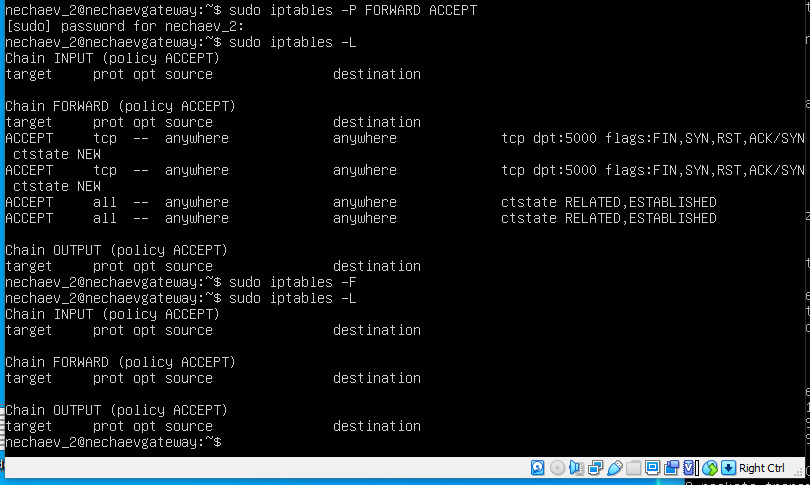 nechaev_2@nechaevgateway:~$ sudo iptables -P FORWARD ACCEPT
[sudo] password for nechaev_2:
nechaev_2@nechaevgateway:~$ sudo iptables -L
Chain INPUT (policy ACCEPT)
target     prot opt source               destination
Chain FORWARD (policy ACCEPT)
target     prot opt source               destination
ACCEPT     tcp  --  anywhere             anywhere             tcp dpt:5000 flags:FIN,SYN,RST,ACK/SYN
 ctstate NEW
ACCEPT     tcp  --  anywhere             anywhere             tcp dpt:5000 flags:FIN,SYN,RST,ACK/SYN
 ctstate NEW
ACCEPT     all  --  anywhere             anywhere             ctstate RELATED,ESTABLISHED
ACCEPT     all  --  anywhere             anywhere             ctstate RELATED,ESTABLISHED
Chain OUTPUT (policy ACCEPT)
target     prot opt source               destination
nechaev_2@nechaevgateway:~$ sudo iptables -F
nechaev_2@nechaevgateway:~$ sudo iptables -L
Chain INPUT (policy ACCEPT)
target     prot opt source               destination
Chain FORWARD (policy ACCEPT)
target     prot opt source               destination
Chain OUTPUT (policy ACCEPT)
target     prot opt source               destination
nechaev_2@nechaevgateway:~$
Right Ctrl